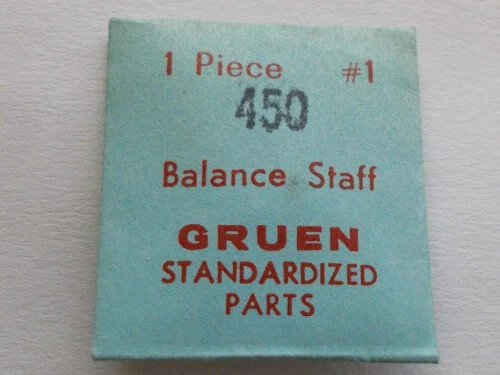 1 Piece #1
450
Balance Staff
GRUEN
STANDARDIZED
PARTS